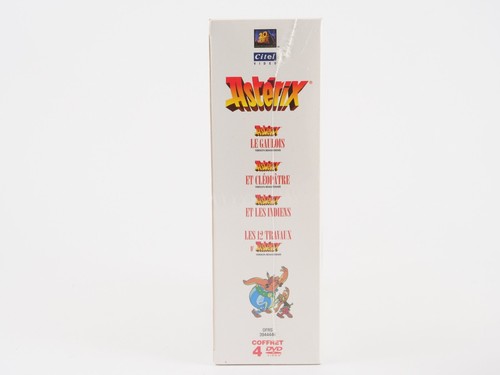 Citel
VIDEO
Astérix
Astérix
LE GAULOIS
Astérix
ET CLÉOPÂTRE
Astérix
ET LES INDIENS
LES 12 TRAVAUX
D'Astérix
COFFRET
4 DVD